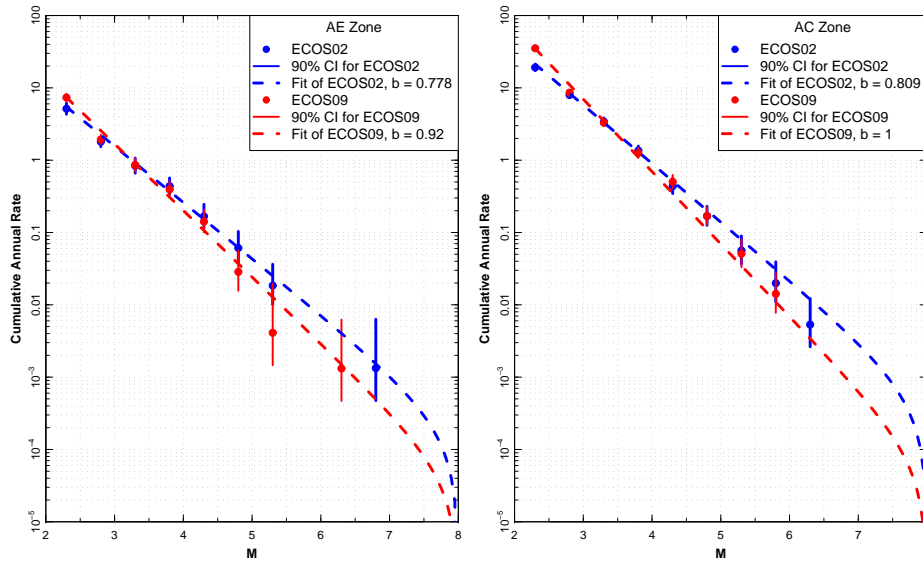 AE Zone
ECOS02
90% CI for ECOS02
Fit of ECOS02, b = 0.778
ECOS09
90% CI for ECOS09
Fit of ECOS09, b = 0.92
100
10
1
0.1
0.01
10⁻³
10⁻⁴
10⁻⁵
Cumulative Annual Rate
2 3 4 5 6 7 8
M
AC Zone
ECOS02
90% CI for ECOS02
Fit of ECOS02, b = 0.809
ECOS09
90% CI for ECOS09
Fit of ECOS09, b = 1
100
10
1
0.1
0.01
10⁻³
10⁻⁴
10⁻⁵
Cumulative Annual Rate
2 3 4 5 6 7
M